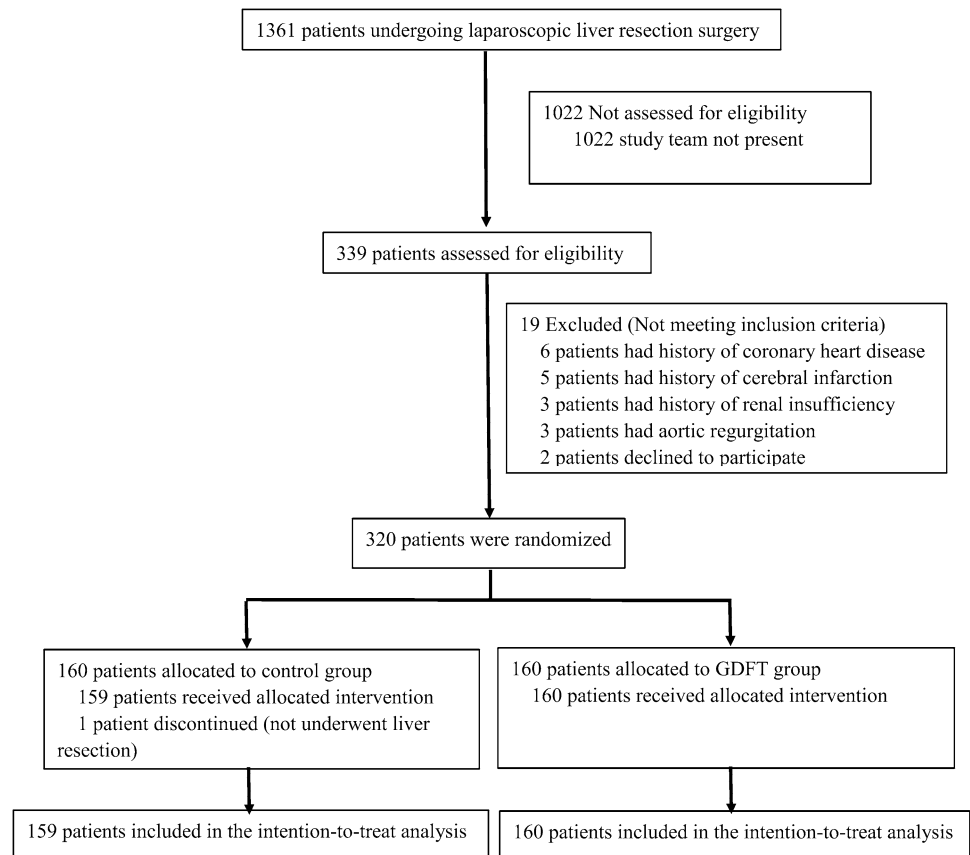 1361 patients undergoing laparoscopic liver resection surgery
1022 Not assessed for eligibility
1022 study team not present
339 patients assessed for eligibility
19 Excluded (Not meeting inclusion criteria)
6 patients had history of coronary heart disease
5 patients had history of cerebral infarction
3 patients had history of renal insufficiency
3 patients had aortic regurgitation
2 patients declined to participate
320 patients were randomized
160 patients allocated to control group
159 patients received allocated intervention
1 patient discontinued (not underwent liver
resection)
160 patients allocated to GDFT group
160 patients received allocated intervention
159 patients included in the intention-to-treat analysis
160 patients included in the intention-to-treat analysis